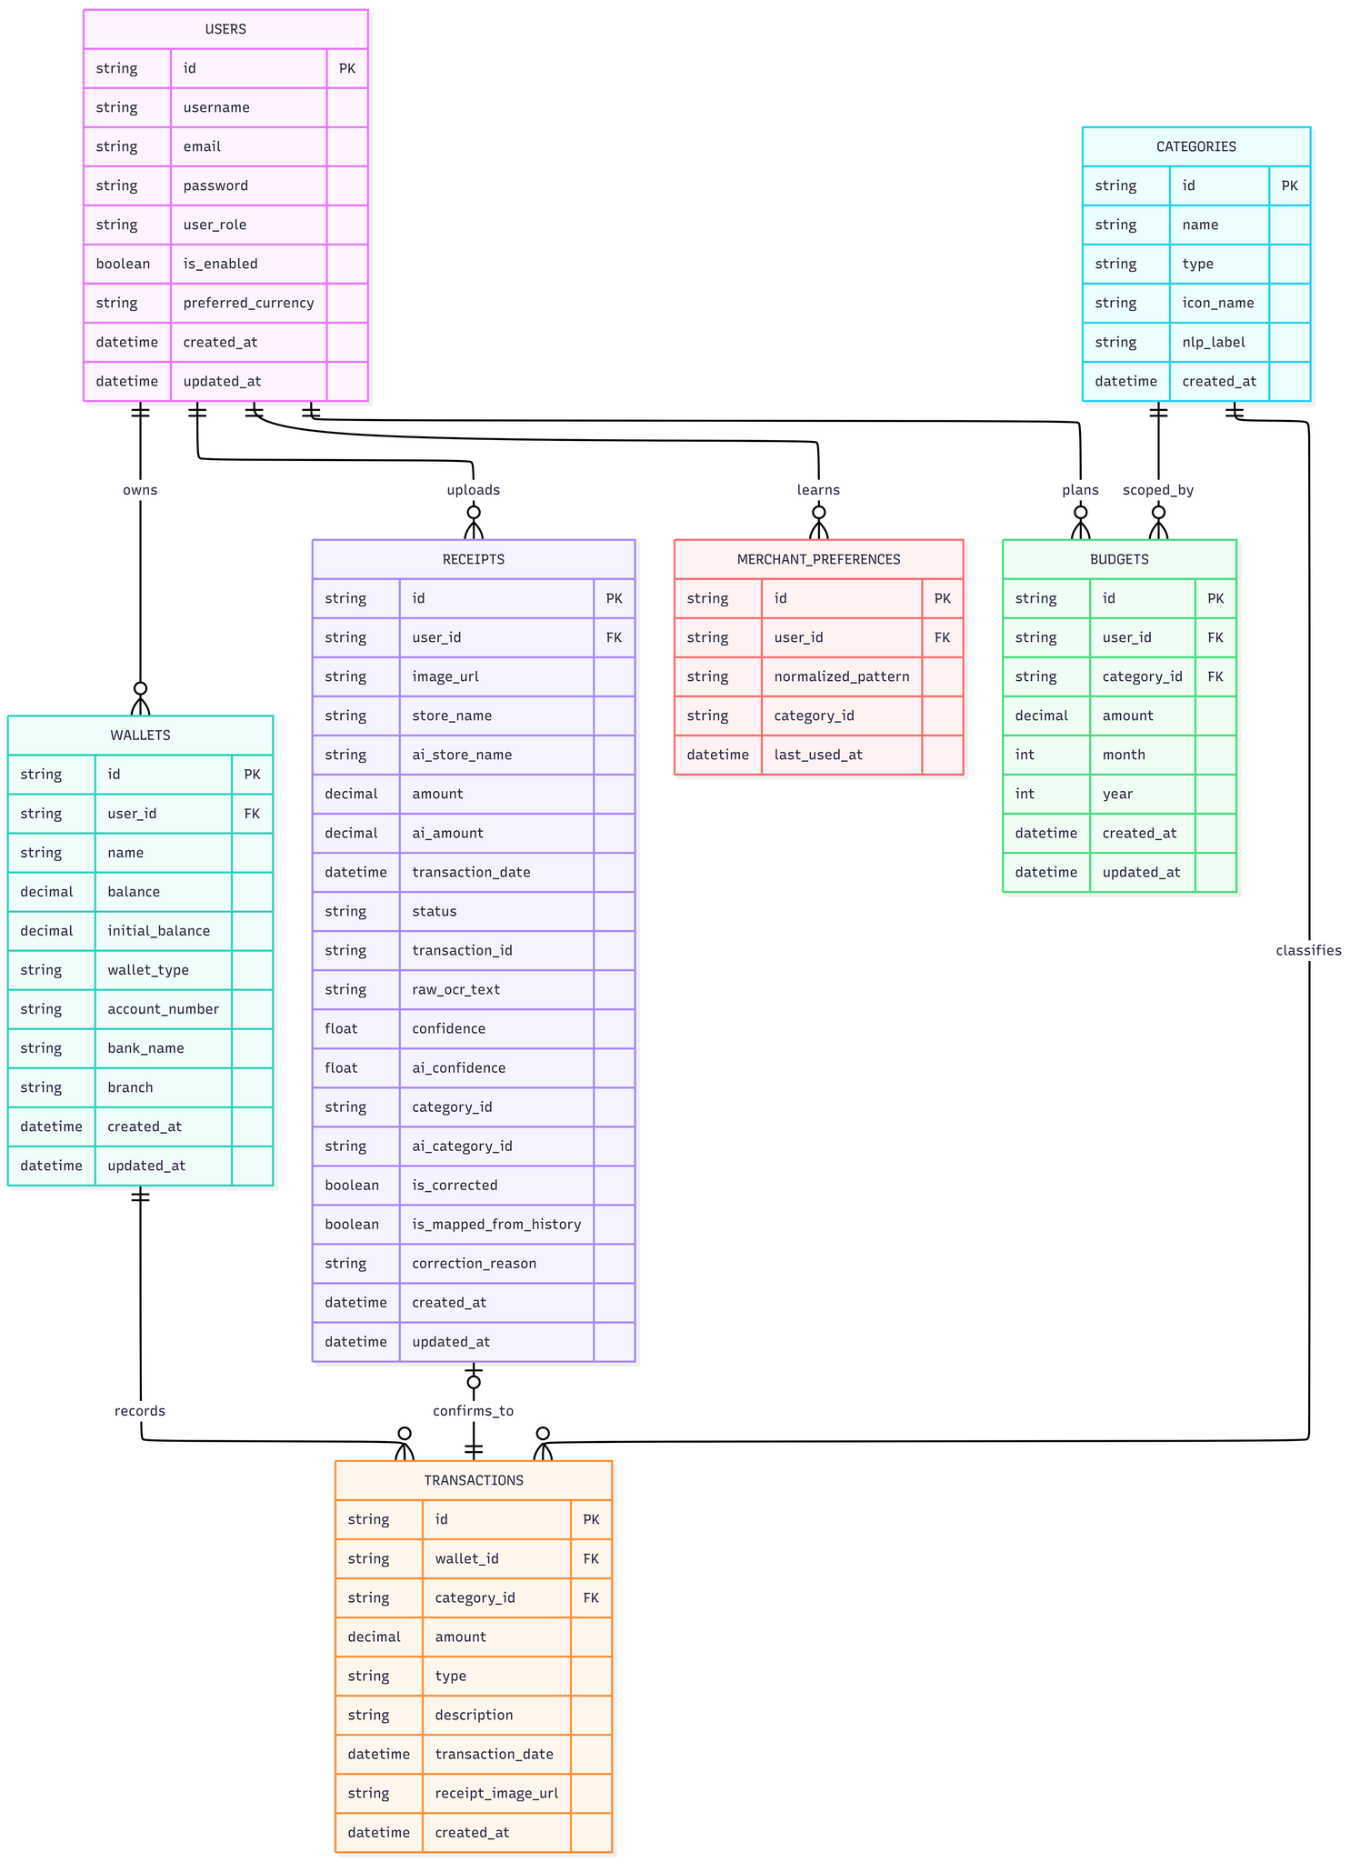 USERS
string id PK
string username
string email
string password
string user_role
boolean is_enabled
string preferred_currency
datetime created_at
datetime updated_at
CATEGORIES
string id PK
string name
string type
string icon_name
string nlp_label
datetime created_at
owns
uploads
learns
plans
scoped_by
RECEIPTS
string id PK
string user_id FK
string image_url
string store_name
string ai_store_name
decimal amount
decimal ai_amount
datetime transaction_date
string status
string transaction_id
string raw_ocr_text
float confidence
float ai_confidence
string category_id
string ai_category_id
boolean is_corrected
boolean is_mapped_from_history
string correction_reason
datetime created_at
datetime updated_at
MERCHANT_PREFERENCES
string id PK
string user_id FK
string normalized_pattern
string category_id
datetime last_used_at
BUDGETS
string id PK
string user_id FK
string category_id FK
decimal amount
int month
int year
datetime created_at
datetime updated_at
WALLETS
string id PK
string user_id FK
string name
decimal balance
decimal initial_balance
string wallet_type
string account_number
string bank_name
string branch
datetime created_at
datetime updated_at
classifies
records
confirms_to
TRANSACTIONS
string id PK
string wallet_id FK
string category_id FK
decimal amount
string type
string description
datetime transaction_date
string receipt_image_url
datetime created_at